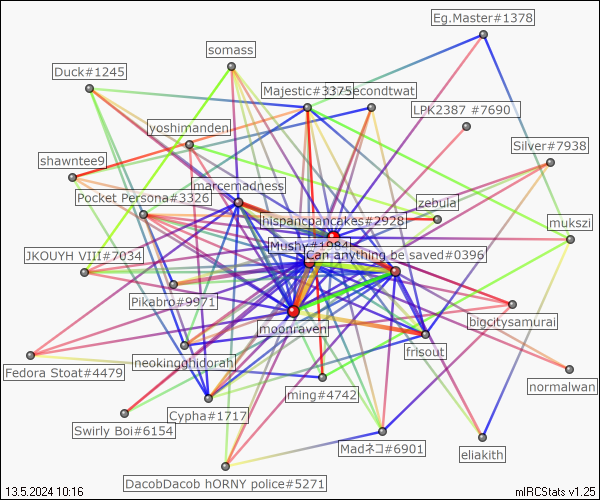 Eg.Master#1378
somass
Duck#1245
Majestic#3375
secondtwat
LPK2387 #7690
yoshimanden
Silver#7938
shawntee9
marcemadness
Pocket Persona#3326
zebula
hispancpancakes#2928
mukszi
Mushy#1984
JKOUYH VIII#7034
Can anything be saved#0396
Pikabro#9971
bigcitysamurai
moonraven
frisout
neokingghidorah
Fedora Stoat#4479
normalwan
ming#4742
Cypha#1717
Swirly Boi#6154
Madネコ#6901
eliakith
DacobDacob hORNY police#5271
13.5.2024 10:16
mIRCStats v1.25